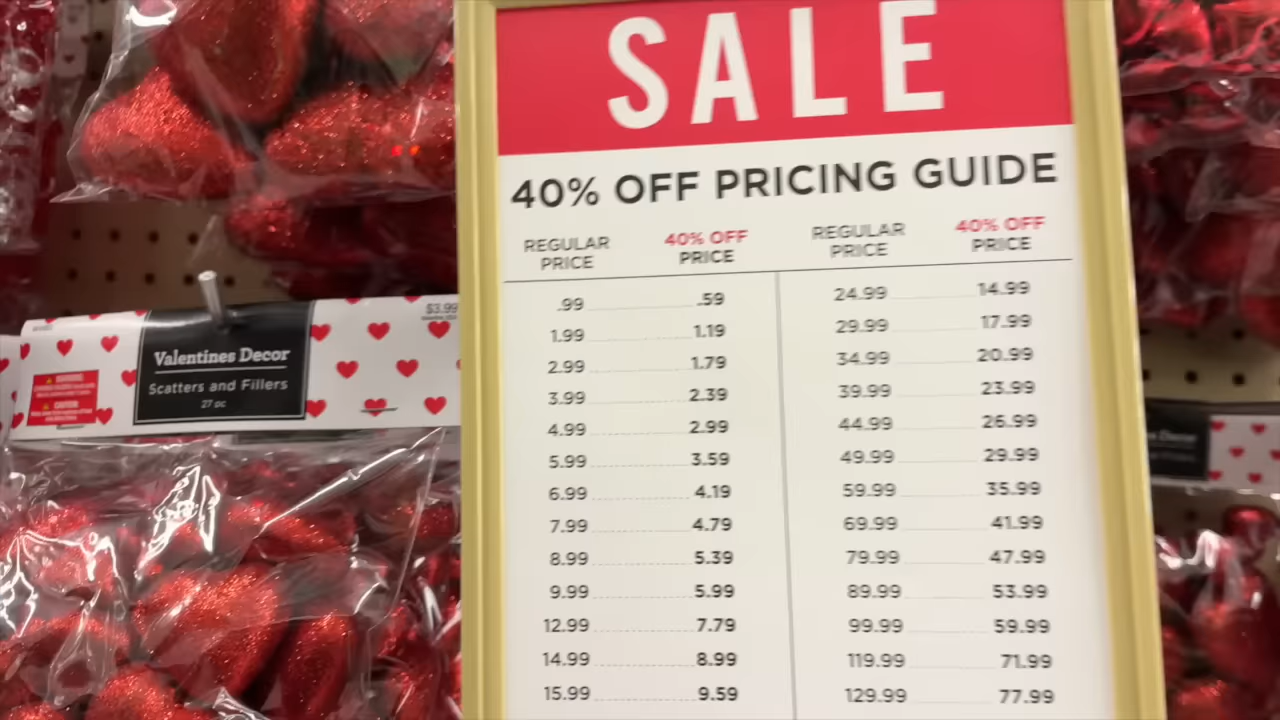 SALE
40% OFF PRICING GUIDE
REGULAR PRICE 40% OFF PRICE REGULAR PRICE 40% OFF PRICE
.99 .59 24.99 14.99
1.99 1.19 29.99 17.99
2.99 1.79 34.99 20.99
3.99 2.39 39.99 23.99
4.99 2.99 44.99 26.99
5.99 3.59 49.99 29.99
6.99 4.19 59.99 35.99
7.99 4.79 69.99 41.99
8.99 5.39 79.99 47.99
9.99 5.99 89.99 53.99
12.99 7.79 99.99 59.99
14.99 8.99 119.99 71.99
15.99 9.59 129.99 77.99
$3.99
Valentines Decor
Scatters and Fillers
27 pc
WARNING